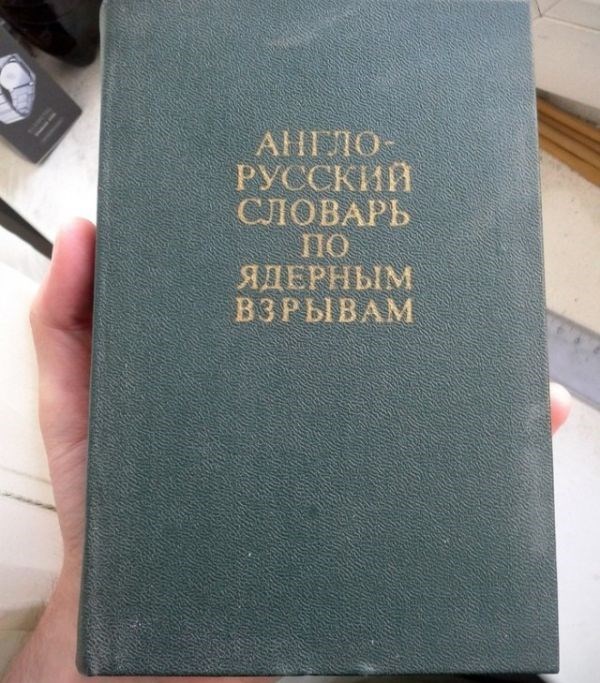 АНГЛО-
РУССКИЙ
СЛОВАРЬ
ПО
ЯДЕРНЫМ
ВЗРЫВАМ